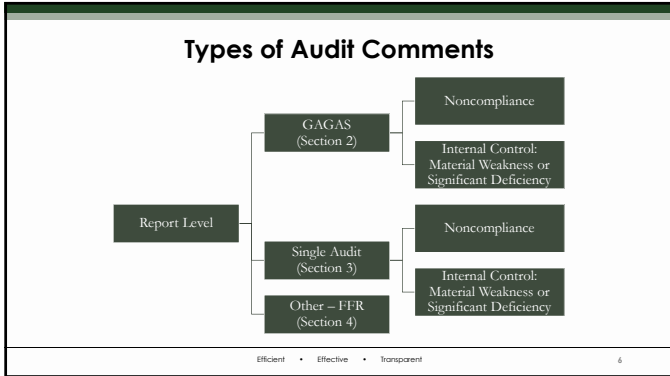 Types of Audit Comments
Noncompliance
GAGAS
(Section 2)
Internal Control:
Material Weakness or
Significant Deficiency
Report Level
Noncompliance
Single Audit
(Section 3)
Internal Control:
Material Weakness or
Significant Deficiency
Other – FFR
(Section 4)
Efficient • Effective • Transparent
6